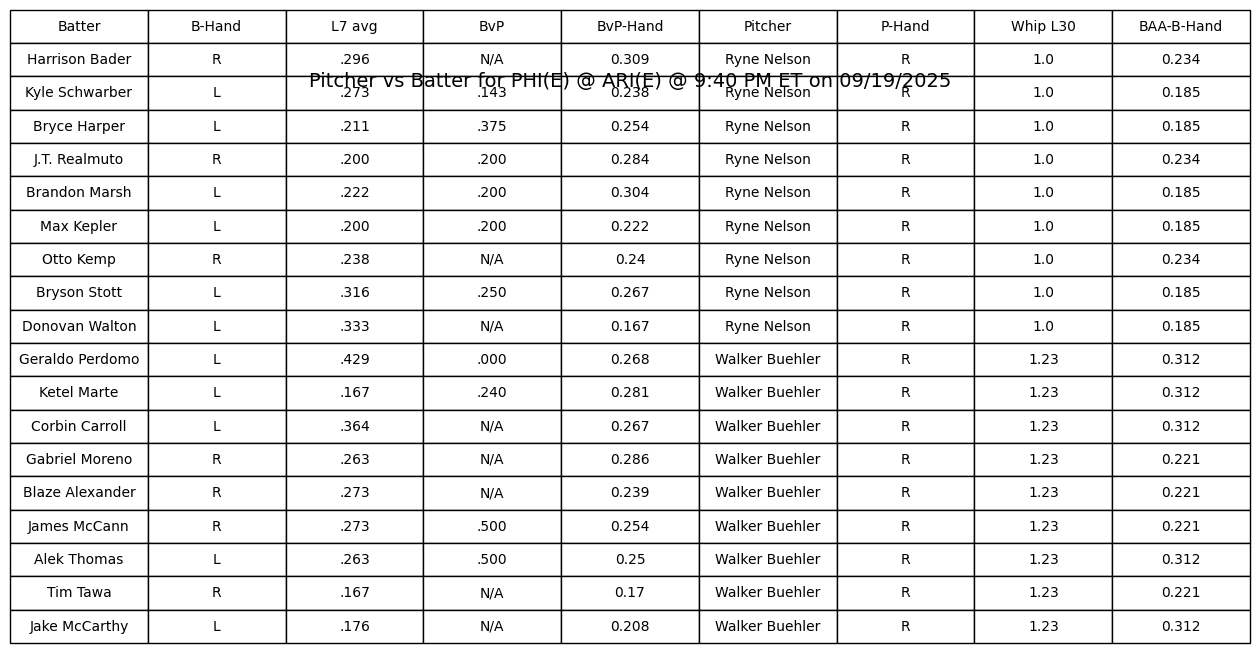 Batter B-Hand L7 avg BvP BvP-Hand Pitcher P-Hand Whip L30 BAA-B-Hand
Harrison Bader R .296 N/A 0.309 Ryne Nelson R 1.0 0.234
Pitcher vs Batter for PHI(E) @ ARI(E) @ 9:40 PM ET on 09/19/2025
Kyle Schwarber L .273 .143 0.238 Ryne Nelson R 1.0 0.185
Bryce Harper L .211 .375 0.254 Ryne Nelson R 1.0 0.185
J.T. Realmuto R .200 .200 0.284 Ryne Nelson R 1.0 0.234
Brandon Marsh L .222 .200 0.304 Ryne Nelson R 1.0 0.185
Max Kepler L .200 .200 0.222 Ryne Nelson R 1.0 0.185
Otto Kemp R .238 N/A 0.24 Ryne Nelson R 1.0 0.234
Bryson Stott L .316 .250 0.267 Ryne Nelson R 1.0 0.185
Donovan Walton L .333 N/A 0.167 Ryne Nelson R 1.0 0.185
Geraldo Perdomo L .429 .000 0.268 Walker Buehler R 1.23 0.312
Ketel Marte L .167 .240 0.281 Walker Buehler R 1.23 0.312
Corbin Carroll L .364 N/A 0.267 Walker Buehler R 1.23 0.312
Gabriel Moreno R .263 N/A 0.286 Walker Buehler R 1.23 0.221
Blaze Alexander R .273 N/A 0.239 Walker Buehler R 1.23 0.221
James McCann R .273 .500 0.254 Walker Buehler R 1.23 0.221
Alek Thomas L .263 .500 0.25 Walker Buehler R 1.23 0.312
Tim Tawa R .167 N/A 0.17 Walker Buehler R 1.23 0.221
Jake McCarthy L .176 N/A 0.208 Walker Buehler R 1.23 0.312